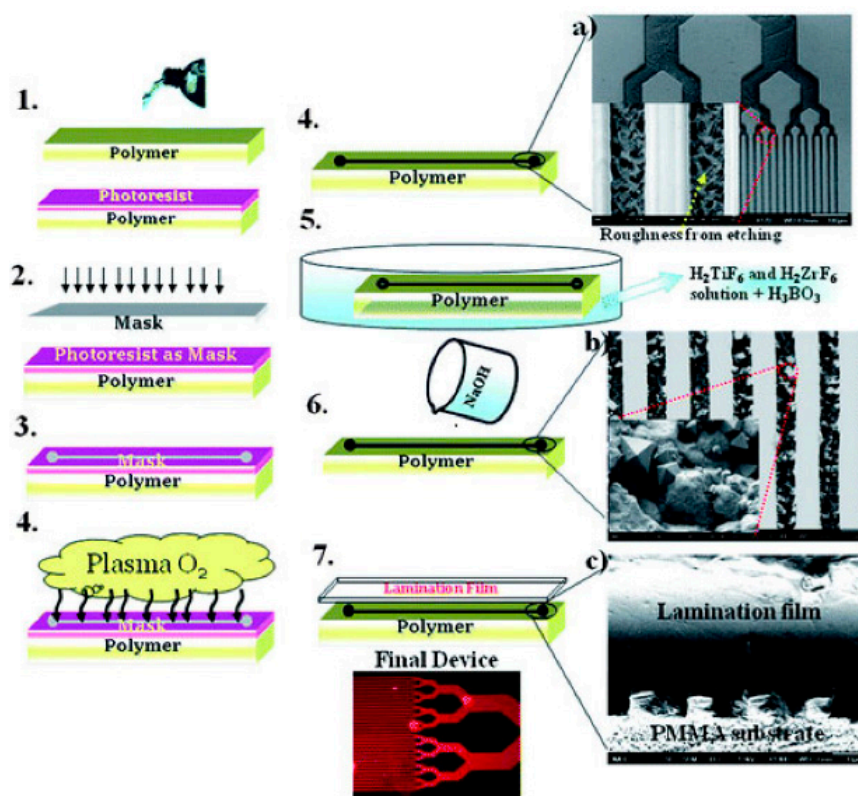 1.
Polymer
Photoresist
Polymer
2.
Mask
Photoresist as Mask
Polymer
3.
Mask
Polymer
4.
Plasma O2
Mask
Polymer
4.
Polymer
a)
Roughness from etching
5.
Polymer
H2TiF6 and H2ZrF6
solution + H3BO3
NaOH
6.
Polymer
b)
7.
Lamination Film
Polymer
Final Device
c)
Lamination film
PMMA substrate